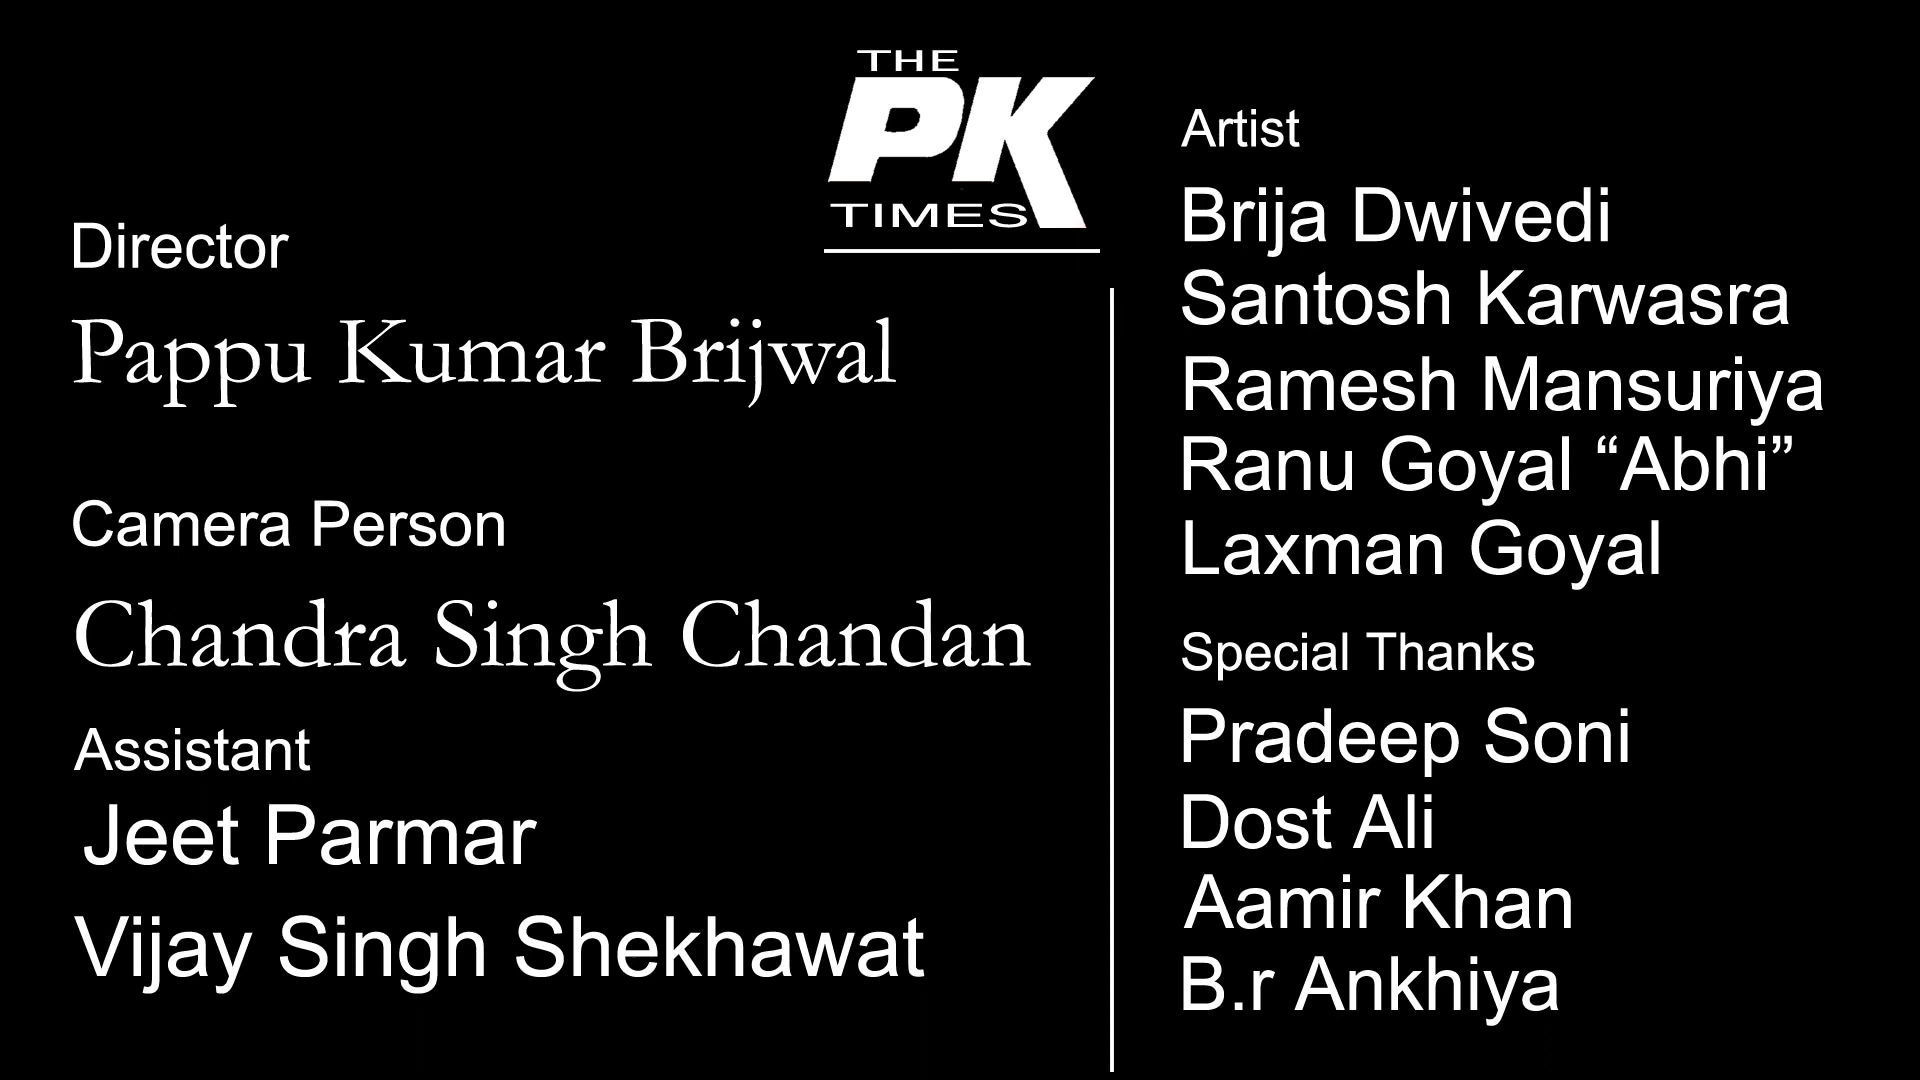 THE
PK
TIMES
Director
Pappu Kumar Brijwal
Camera Person
Chandra Singh Chandan
Assistant
Jeet Parmar
Vijay Singh Shekhawat
Artist
Brija Dwivedi
Santosh Karwasra
Ramesh Mansuriya
Ranu Goyal “Abhi”
Laxman Goyal
Special Thanks
Pradeep Soni
Dost Ali
Aamir Khan
B.r Ankhiya